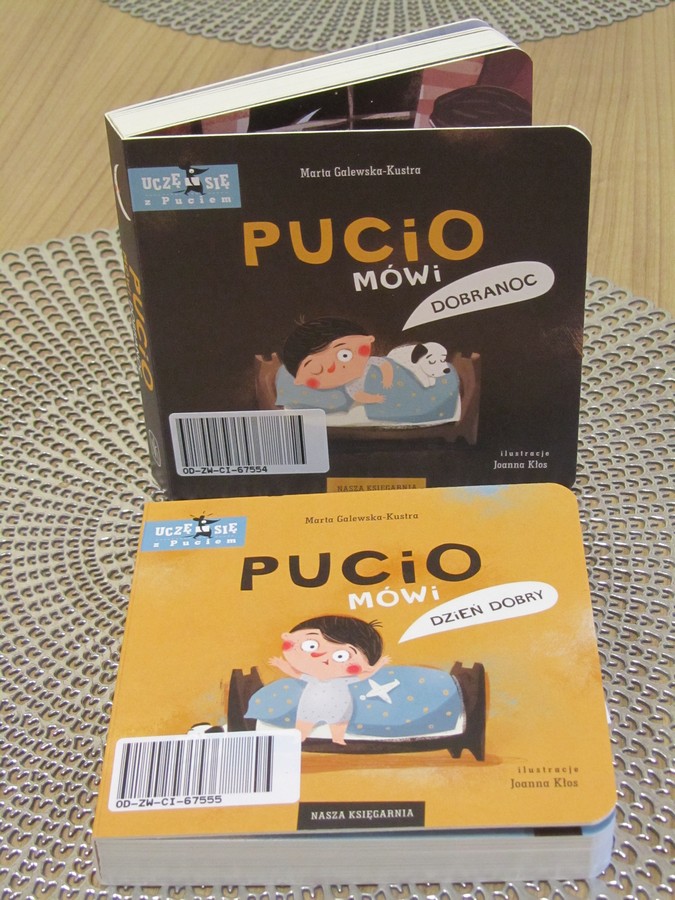 Marta Galewska-Kustra
UCZĘ SIĘ
z Puciem
PUCiO
MÓWi
DOBRANOC
PUCIO
OD-ZW-CI-67554
ilustracje
Joanna Kłos
NASZA KSIĘGARNIA
Marta Galewska-Kustra
UCZĘ SIĘ
z Puciem
PUCiO
MÓWi
DZiEŃ DOBRY
OD-ZW-CI-67555
ilustracje
Joanna Kłos
NASZA KSIĘGARNIA